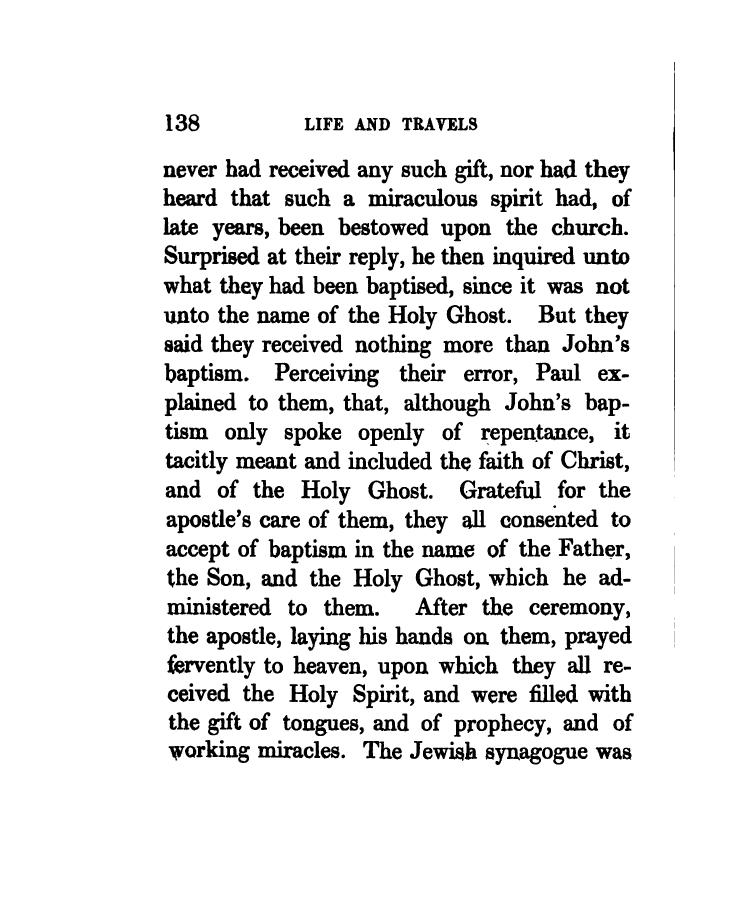 138 LIFE AND TRAVELS
never had received any such gift, nor had they
heard that such a miraculous spirit had, of
late years, been bestowed upon the church.
Surprised at their reply, he then inquired unto
what they had been baptised, since it was not
unto the name of the Holy Ghost. But they
said they received nothing more than John's
baptism. Perceiving their error, Paul ex-
plained to them, that, although John's bap-
tism only spoke openly of repentance, it
tacitly meant and included the faith of Christ,
and of the Holy Ghost. Grateful for the
apostle's care of them, they all consented to
accept of baptism in the name of the Father,
the Son, and the Holy Ghost, which he ad-
ministered to them. After the ceremony,
the apostle, laying his hands on them, prayed
fervently to heaven, upon which they all re-
ceived the Holy Spirit, and were filled with
the gift of tongues, and of prophecy, and of
working miracles. The Jewish synagogue was